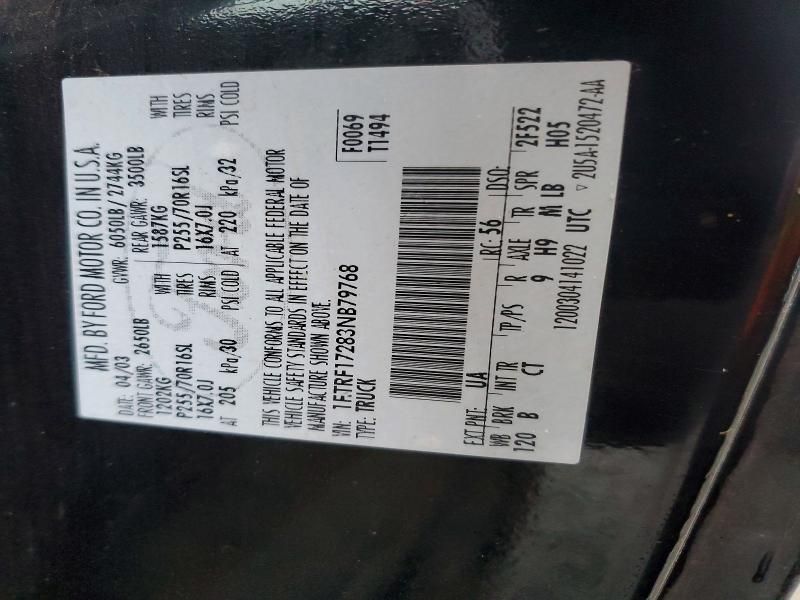 MFD. BY FORD MOTOR CO. IN U.S.A.
DATE: 04/03 GVWR: 6050LB/2744KG
FRONT GAWR: 2650LB REAR GAWR: 3500LB
1202KG WITH 1587KG WITH
P255/70R16SL TIRES P255/70R16SL TIRES
16X7.0J RIMS 16X7.0J RIMS
AT 205 kPa/30 PSI COLD AT 220 kPa/32 PSI COLD
THIS VEHICLE CONFORMS TO ALL APPLICABLE FEDERAL MOTOR
VEHICLE SAFETY STANDARDS IN EFFECT ON THE DATE OF
MANUFACTURE SHOWN ABOVE.
VIN: 1FTRF17283NB79768
TYPE: TRUCK
F0069
T1494
EXT PNT: UA RC: 56 DSO:
WB BRK INT TR TP/PS R AXLE TR SPR 2F522
120 B CT 9 H9 M LB H05
1200304141022 UTC ▽ 2U5A-1520472-AA